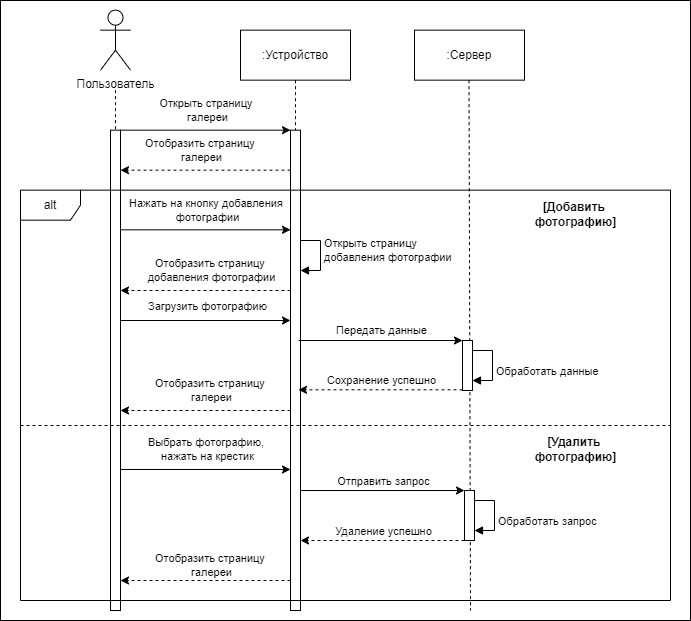 Пользователь
:Устройство
:Сервер
Открыть страницу
галереи
Отобразить страницу
галереи
alt
[Добавить
фотографию]
Нажать на кнопку добавления
фотографии
Открыть страницу
добавления фотографии
Отобразить страницу
добавления фотографии
Загрузить фотографию
Передать данные
Обработать данные
Сохранение успешно
Отобразить страницу
галереи
[Удалить
фотографию]
Выбрать фотографию,
нажать на крестик
Отправить запрос
Обработать запрос
Удаление успешно
Отобразить страницу
галереи